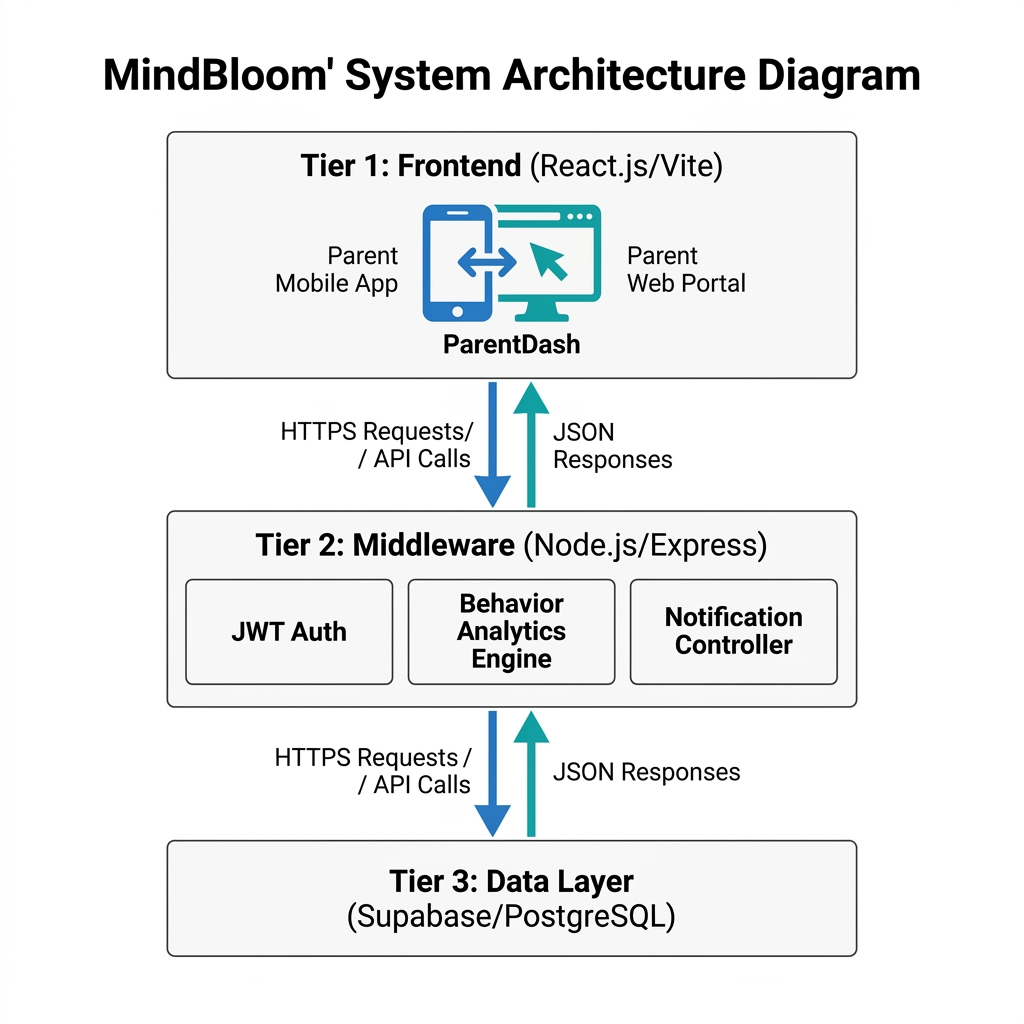 MindBloom' System Architecture Diagram
Tier 1: Frontend (React.js/Vite)
Parent
Mobile App
Parent
Web Portal
ParentDash
HTTPS Requests/
/ API Calls
JSON
Responses
Tier 2: Middleware (Node.js/Express)
JWT Auth
Behavior
Analytics
Engine
Notification
Controller
HTTPS Requests /
/ API Calls
JSON Responses
Tier 3: Data Layer
(Supabase/PostgreSQL)